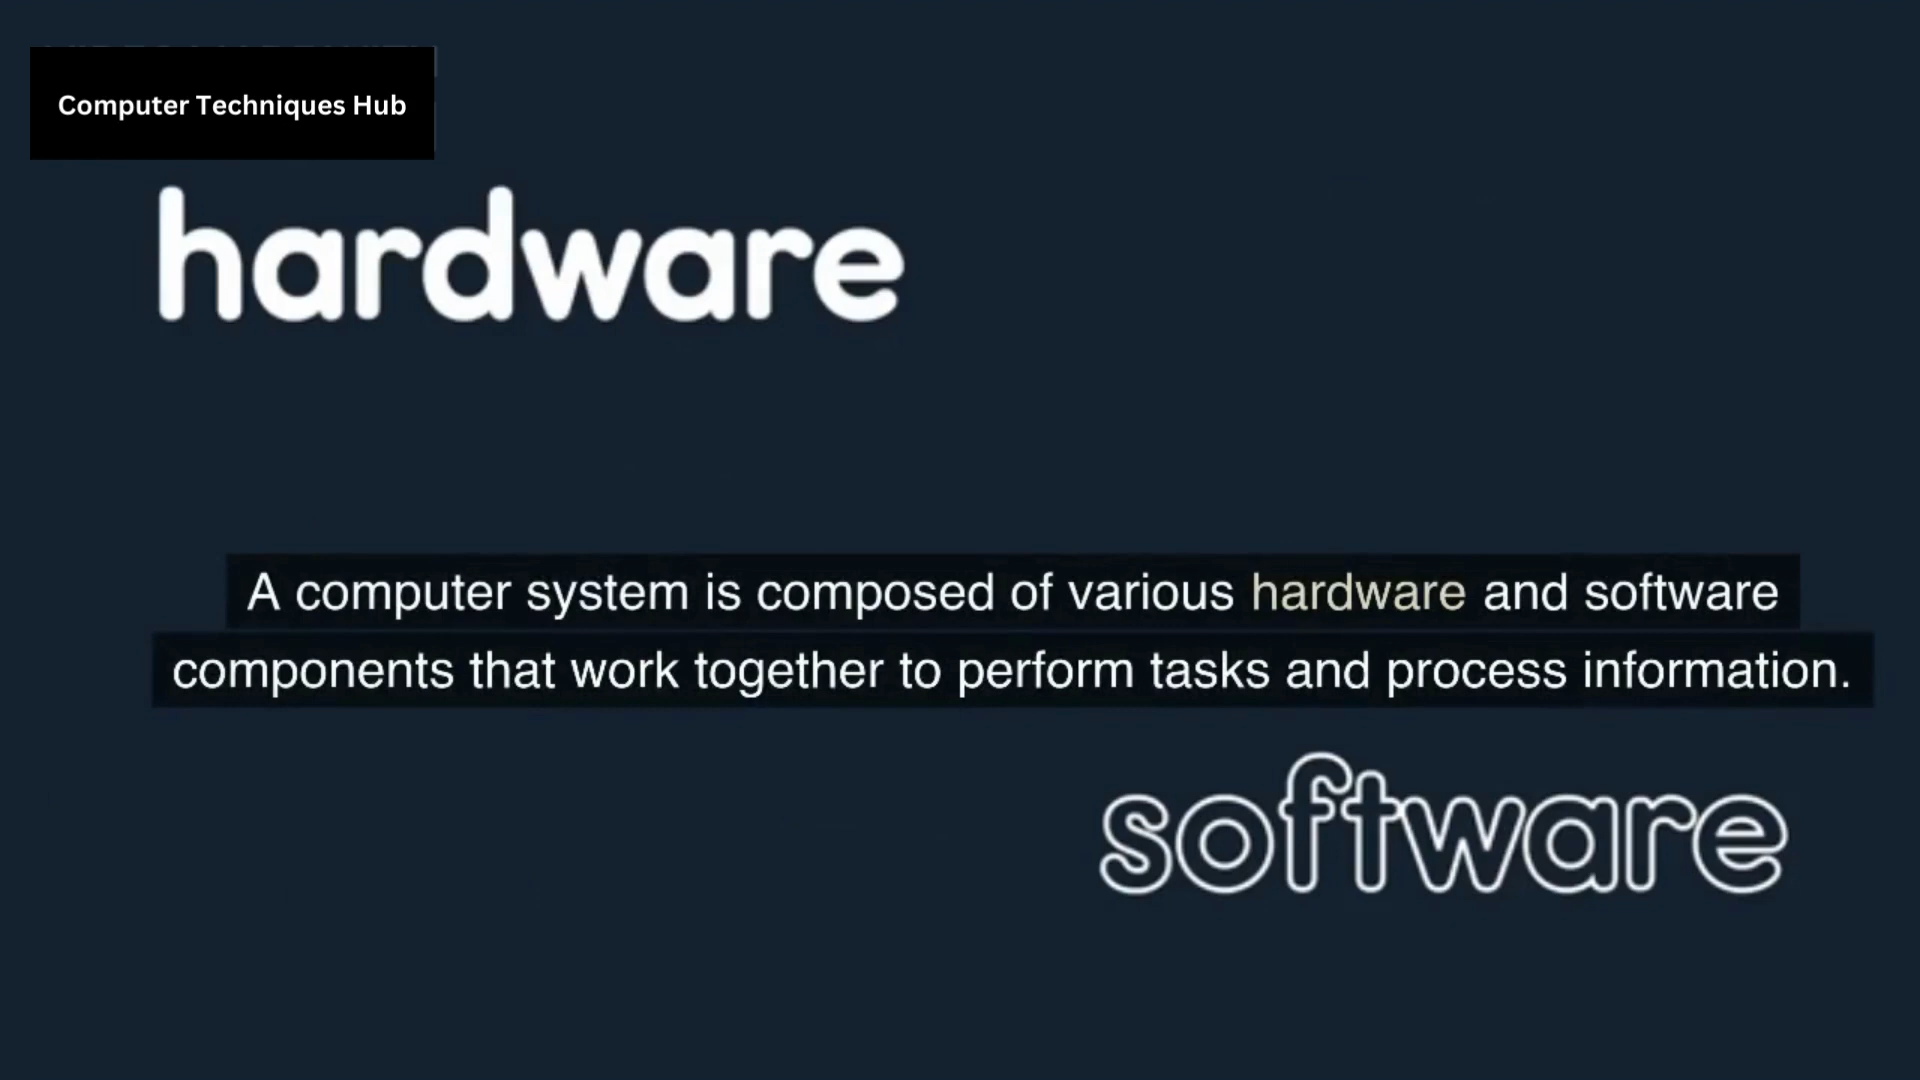 Computer Techniques Hub
hardware
A computer system is composed of various hardware and software
components that work together to perform tasks and process information.
software